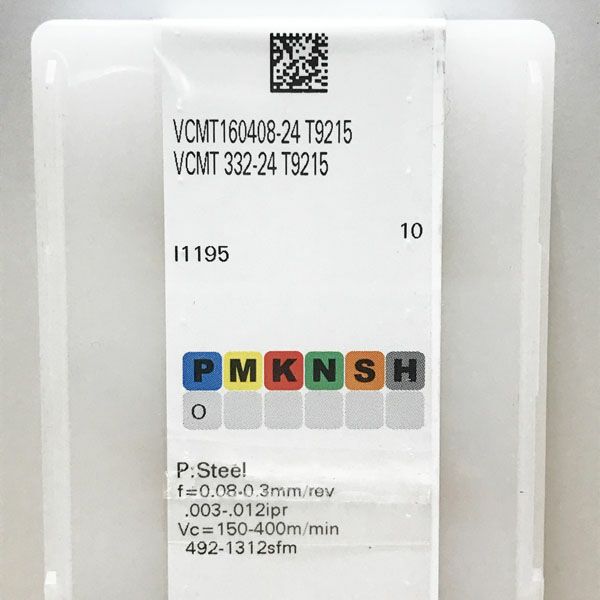 VCMT160408-24 T9215
VCMT 332-24 T9215
10
I1195
P M K N S H
O
P:Steel
f=0.08-0.3mm/rev
.003-.012ipr
Vc=150-400m/min
492-1312sfm